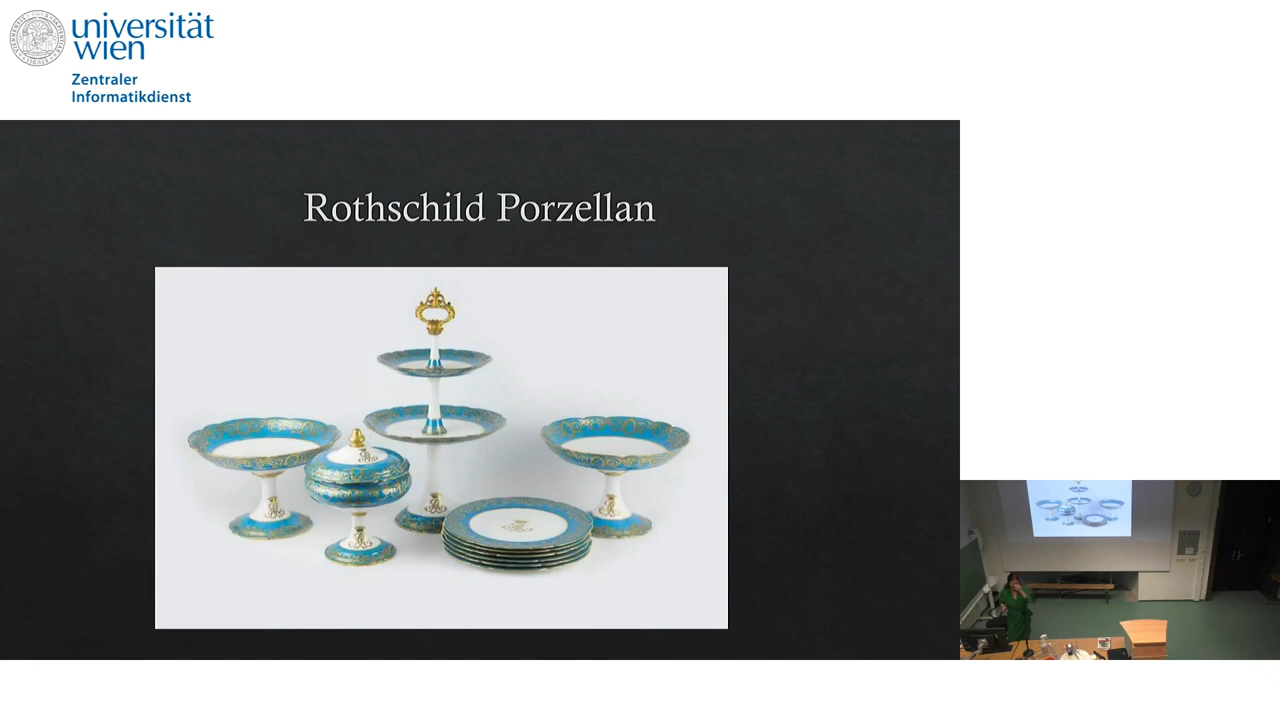 universität
wien
Zentraler
Informatikdienst
Rothschild Porzellan